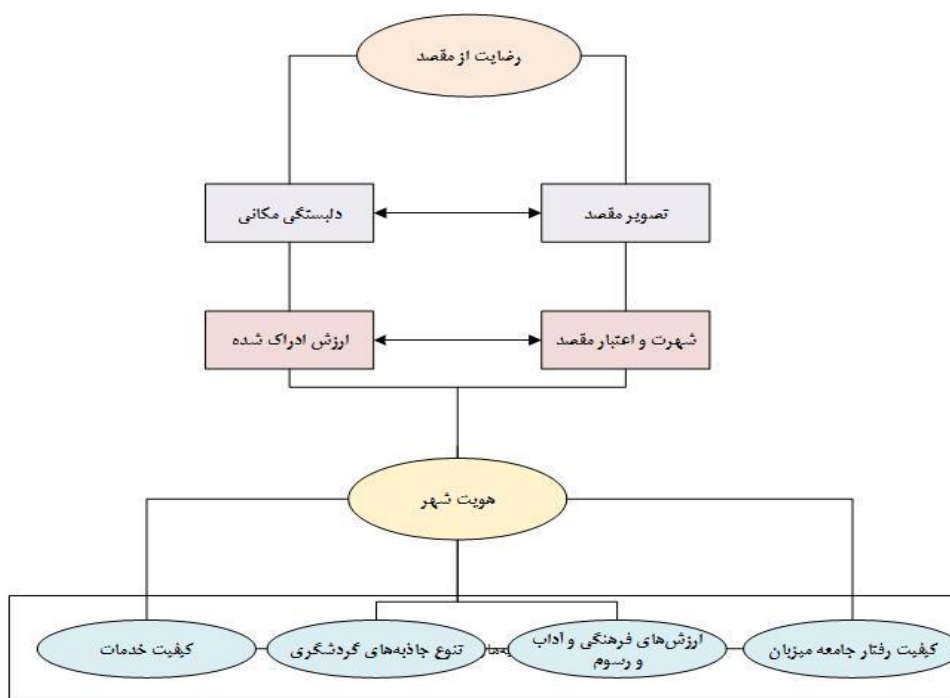 رضایت از مقصد
تصویر مقصد
دلبستگی مکانی
شهرت و اعتبار مقصد
ارزش ادراک شده
هویت شهر
کیفیت رفتار جامعه میزبان
ارزش‌های فرهنگی و آداب
و رسوم
تنوع جاذبه‌های گردشگری
کیفیت خدمات